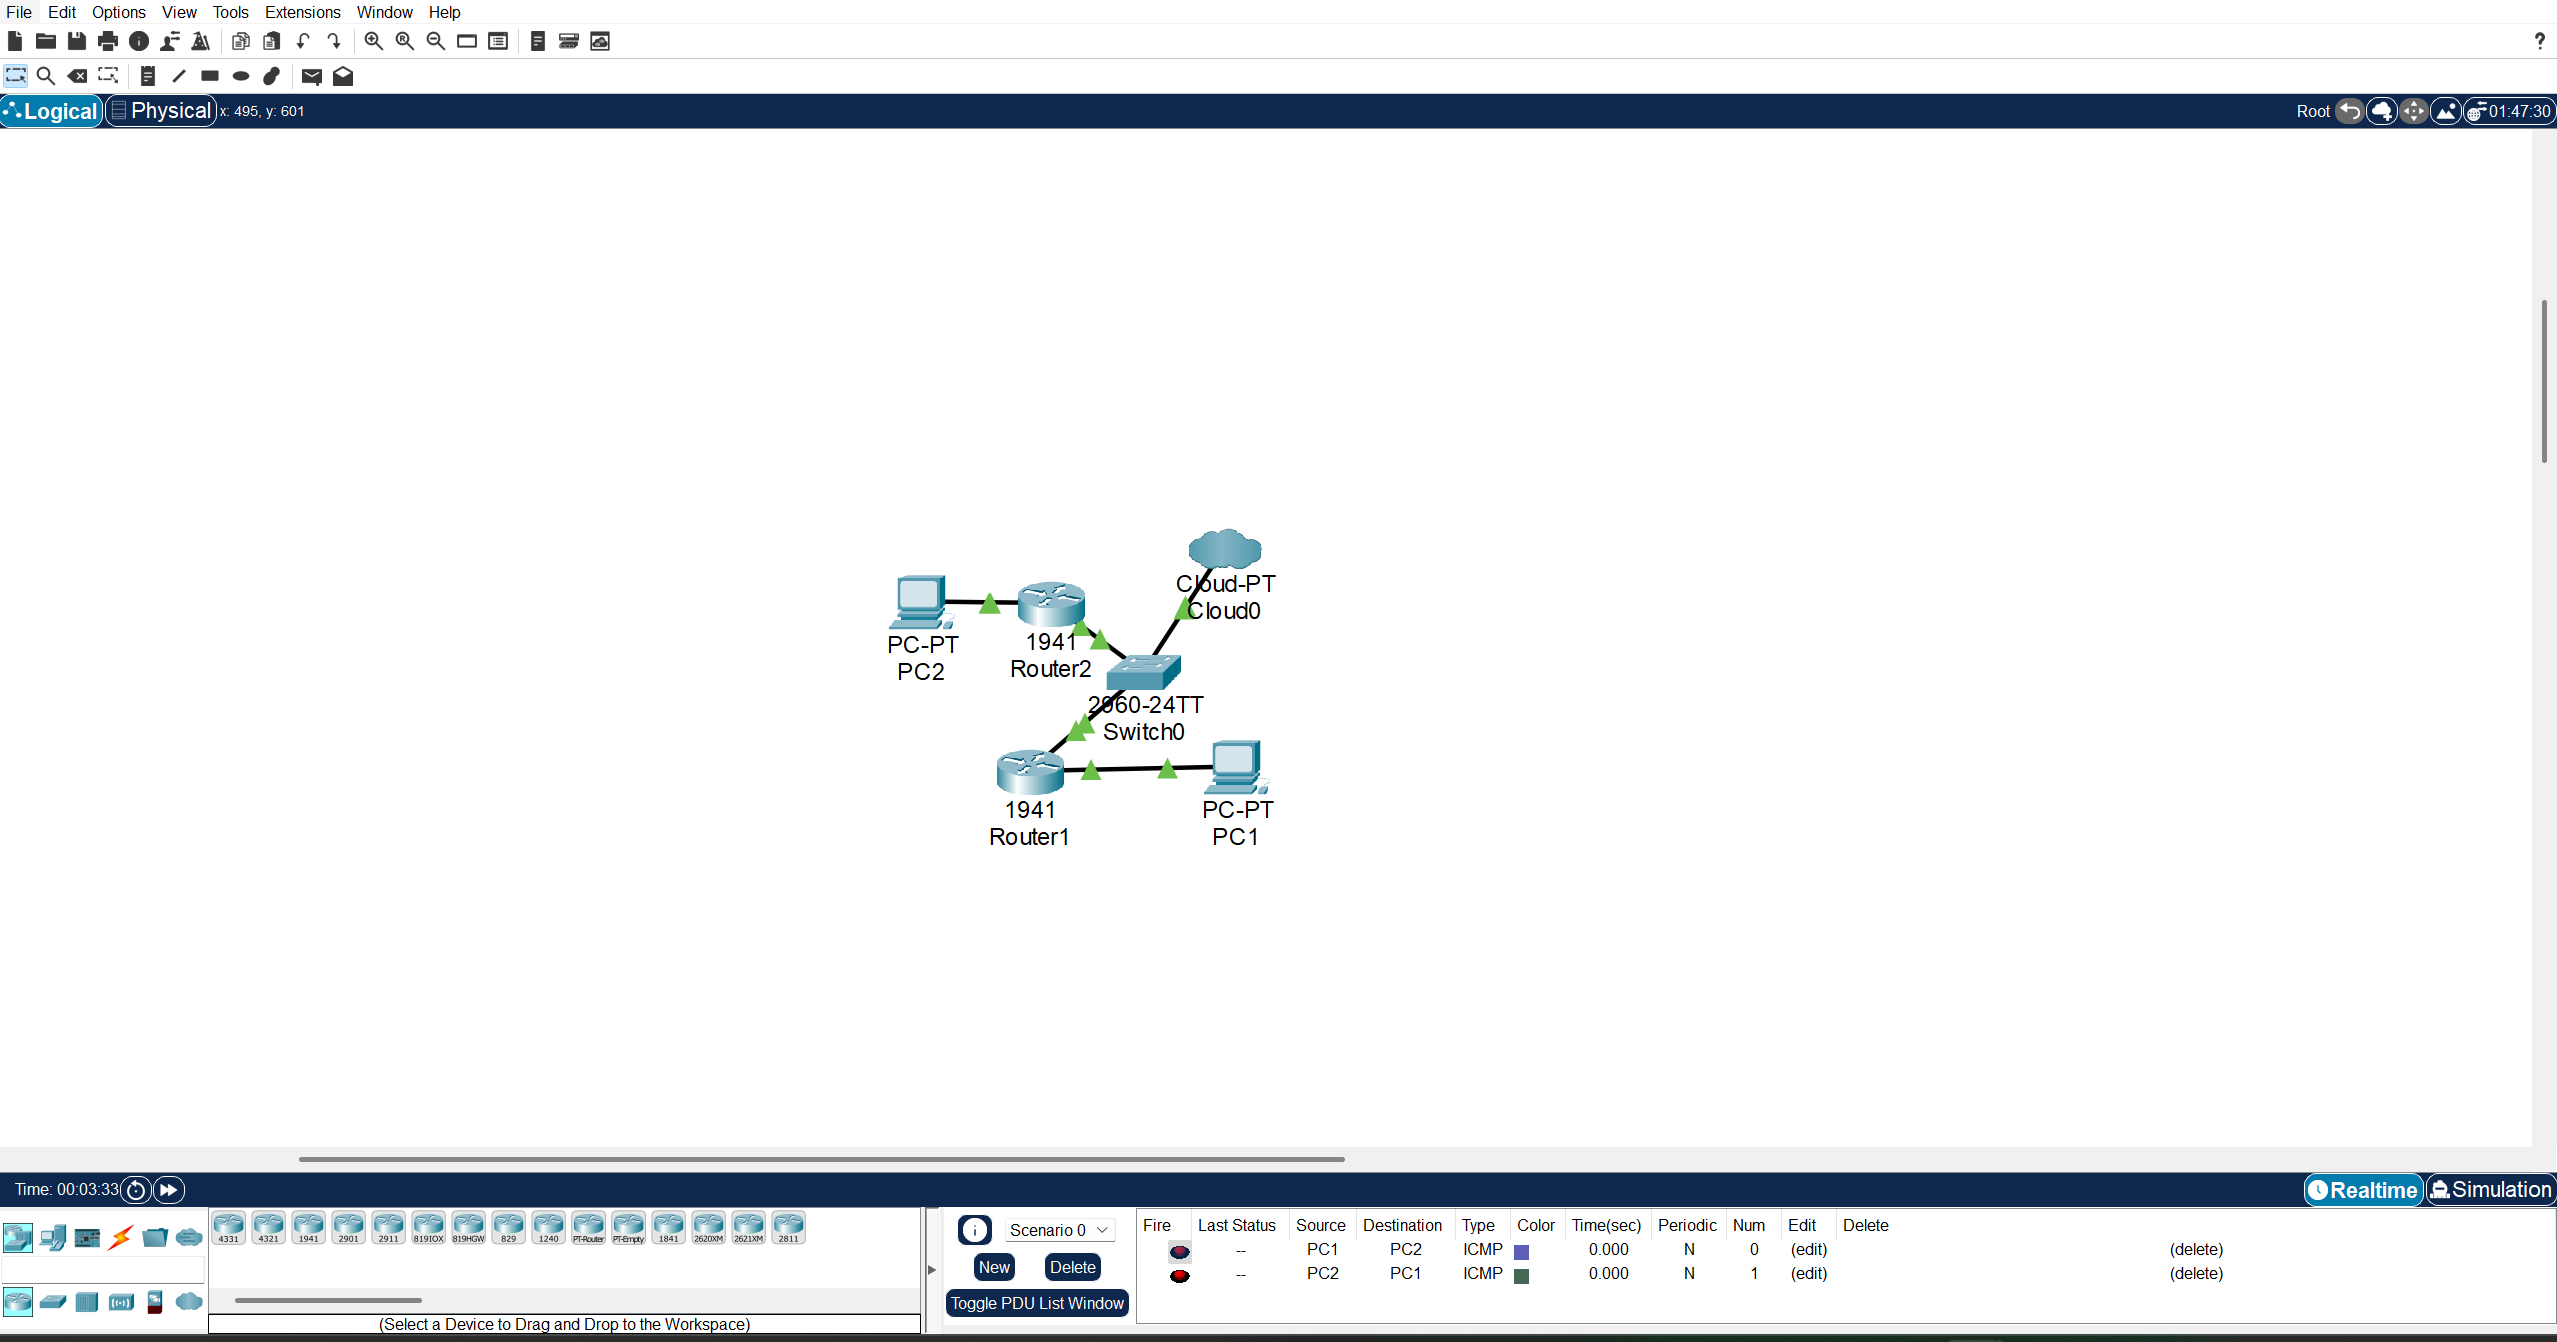 File Edit Options View Tools Extensions Window Help
?
Logical Physical x: 495, y: 601 Root 01:47:30
Cloud-PT
Cloud0
PC-PT
PC2
1941
Router2
2960-24TT
Switch0
1941
Router1
PC-PT
PC1
Time: 00:03:33 Realtime Simulation
4331 4321 1941 2901 2911 819IOX 819HGW 829 1240 PT-Router PT-Empty 1841 2620XM 2621XM 2811
(Select a Device to Drag and Drop to the Workspace)
Scenario 0
New Delete
Toggle PDU List Window
Fire Last Status Source Destination Type Color Time(sec) Periodic Num Edit Delete
-- PC1 PC2 ICMP 0.000 N 0 (edit) (delete)
-- PC2 PC1 ICMP 0.000 N 1 (edit) (delete)